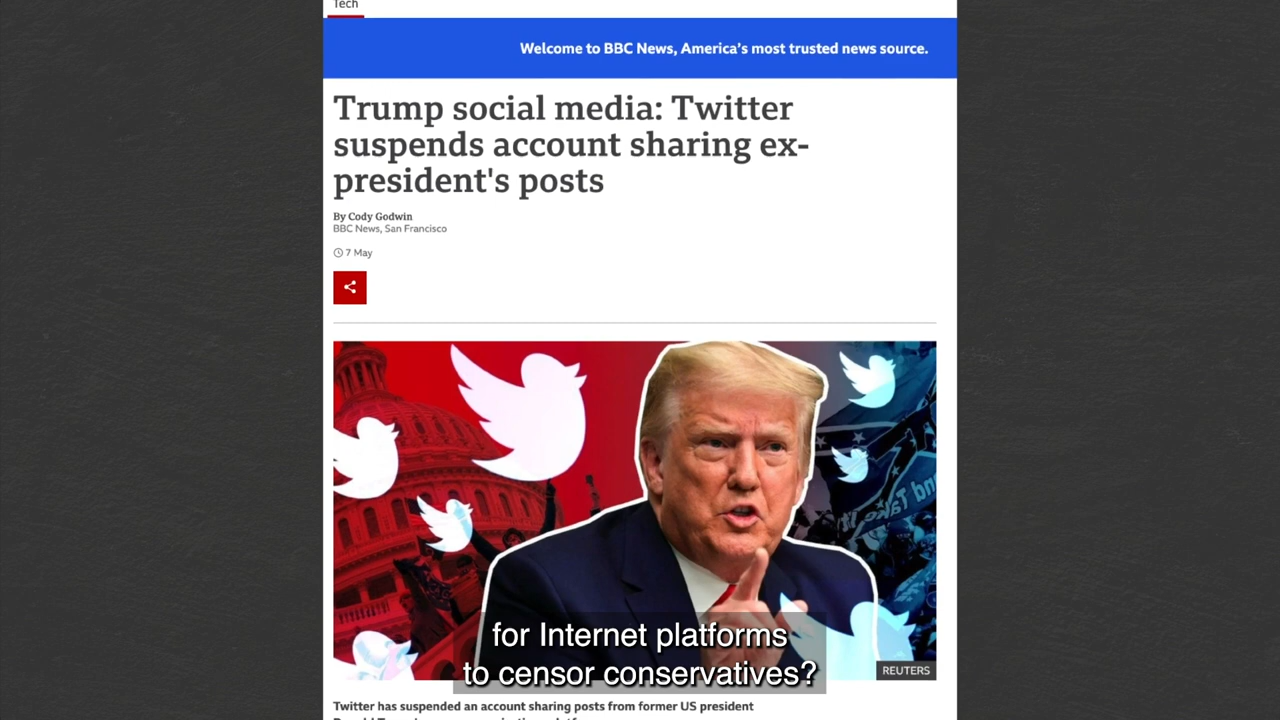 Tech
Welcome to BBC News, America's most trusted news source.
Trump social media: Twitter
suspends account sharing ex-
president's posts
By Cody Godwin
BBC News, San Francisco
7 May
for Internet platforms
to censor conservatives?
REUTERS
Twitter has suspended an account sharing posts from former US president